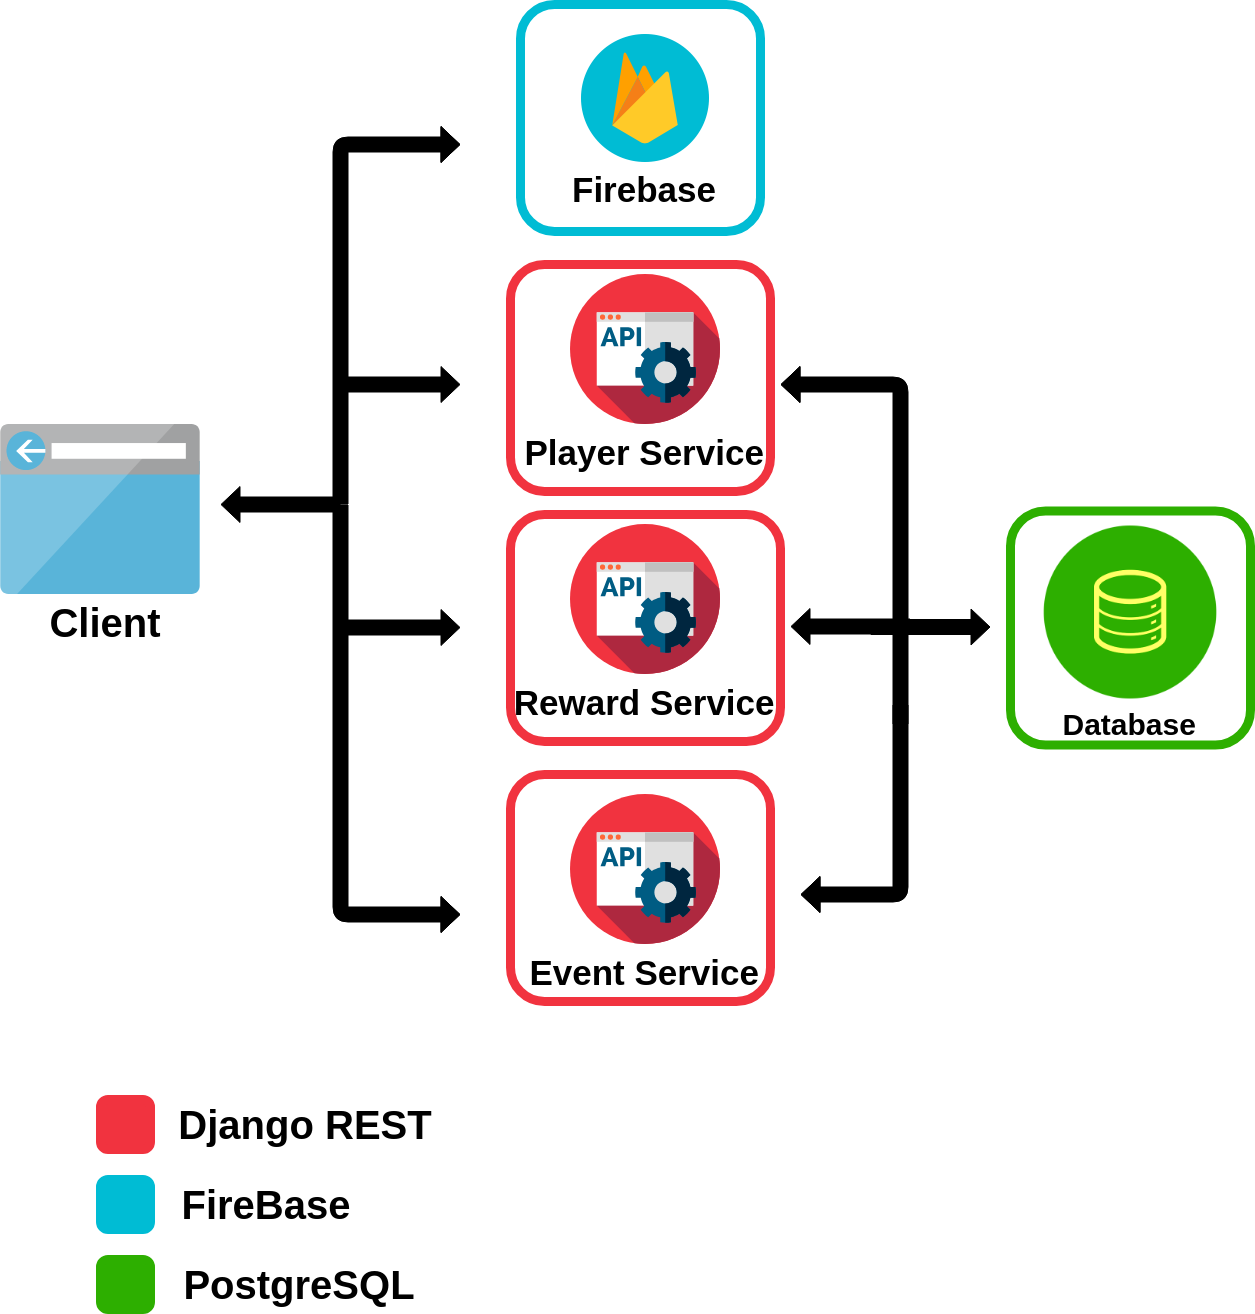 Firebase
API
Player Service
Client
API
Reward Service
Database
API
Event Service
Django REST
FireBase
PostgreSQL